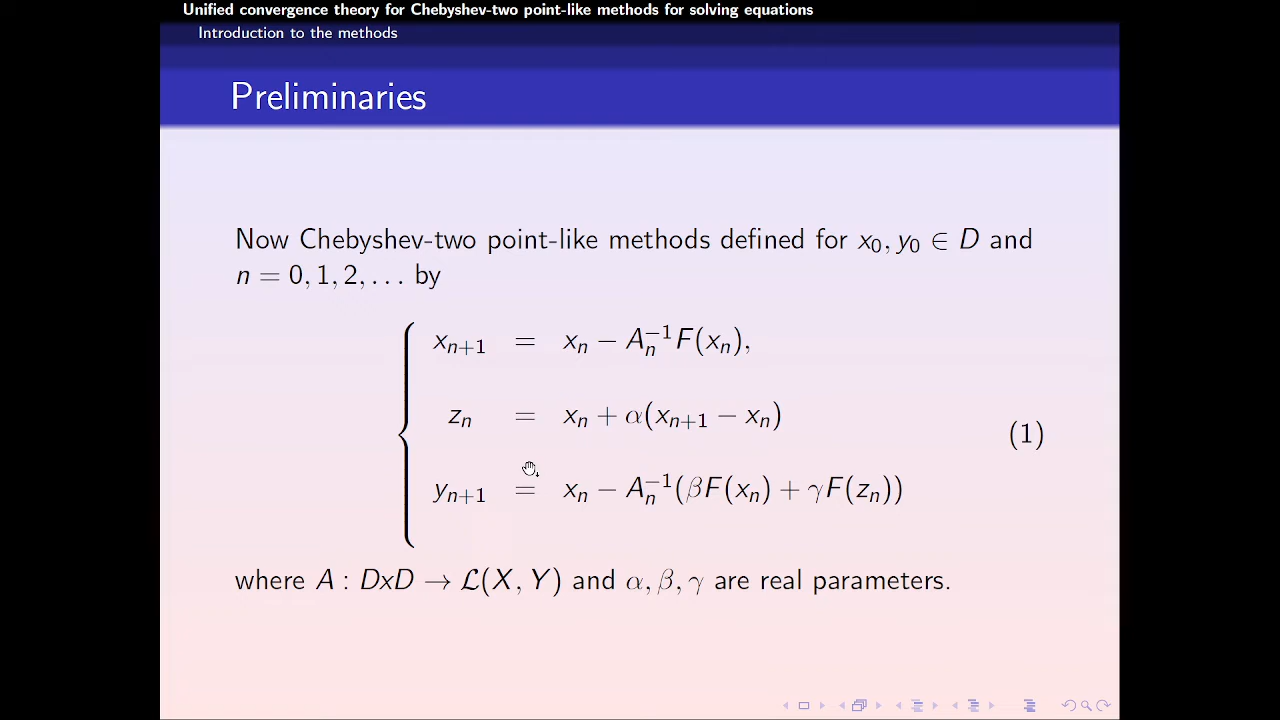 Unified convergence theory for Chebyshev-two point-like methods for solving equations
Introduction to the methods
Preliminaries
Now Chebyshev-two point-like methods defined for x₀, y₀ ∈ D and
n = 0, 1, 2, . . . by
xₙ₊₁ = xₙ − Aₙ⁻¹F(xₙ),
zₙ = xₙ + α(xₙ₊₁ − xₙ)
(1)
yₙ₊₁ = xₙ − Aₙ⁻¹(βF(xₙ) + γF(zₙ))
where A : DxD → ℒ(X, Y) and α, β, γ are real parameters.